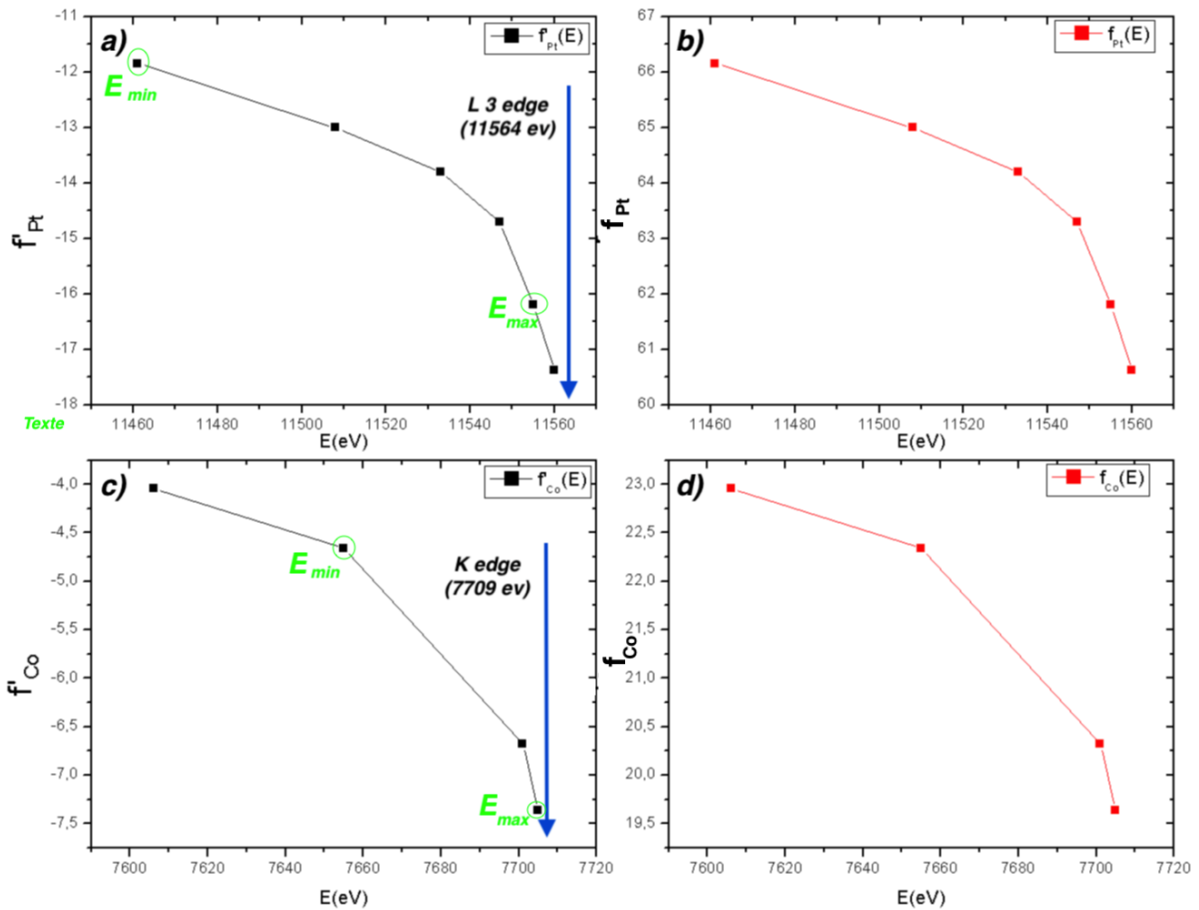 a)
f'Pt(E)
E min
L 3 edge
(11564 ev)
E max
-11
-12
-13
-14
-15
-16
-17
-18
f'Pt
11460 11480 11500 11520 11540 11560
E(eV)
Texte
b)
fPt(E)
67
66
65
64
63
62
61
60
fPt
11460 11480 11500 11520 11540 11560
E(eV)
c)
f'Co(E)
E min
K edge
(7709 ev)
E max
-4,0
-4,5
-5,0
-5,5
-6,0
-6,5
-7,0
-7,5
f'Co
7600 7620 7640 7660 7680 7700 7720
E(eV)
d)
fCo(E)
23,0
22,5
22,0
21,5
21,0
20,5
20,0
19,5
fCo
7600 7620 7640 7660 7680 7700 7720
E(eV)